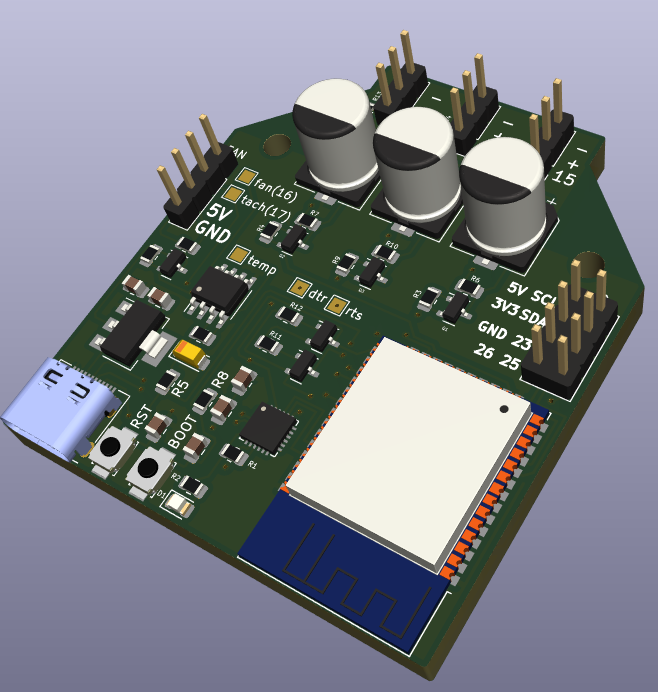 fan(16)
tach(17)
5V
GND
temp
dtr
rts
R7
R10
R6
R12
R11
R5
R8
RST
BOOT
R2
D1
R1
−
−
+
−
+
15
+
5V SCL
3V3 SDA
GND 23
26 25